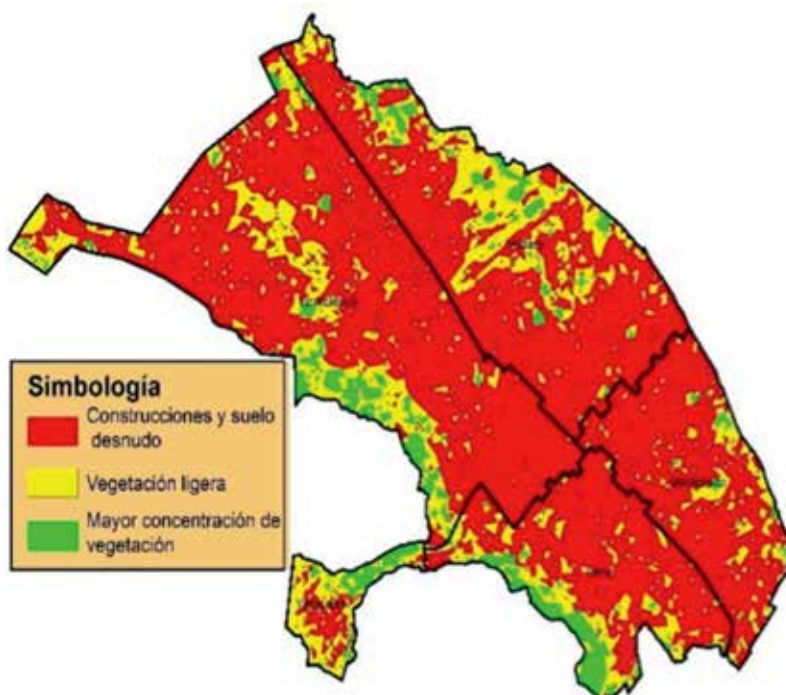 Simbología
Construcciones y suelo
desnudo
Vegetación ligera
Mayor concentración de
vegetación